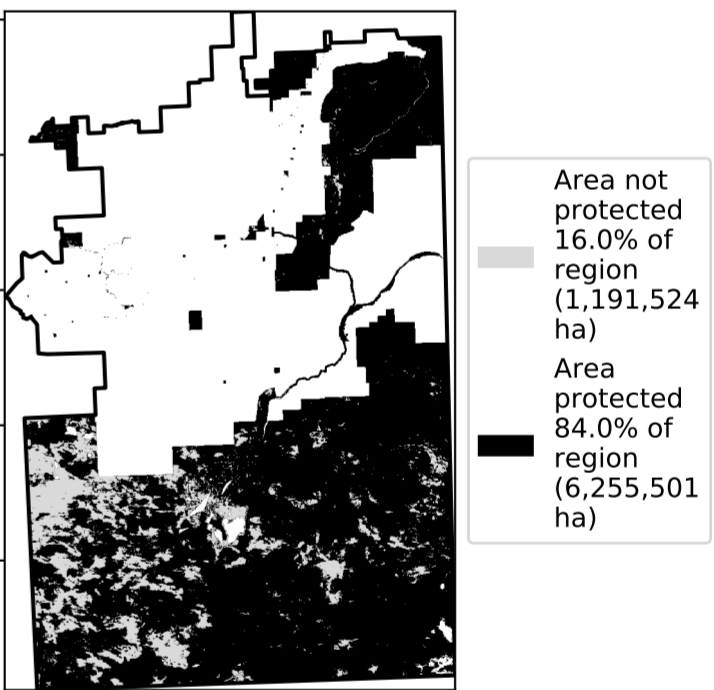 Area not
protected
16.0% of
region
(1,191,524
ha)
Area
protected
84.0% of
region
(6,255,501
ha)